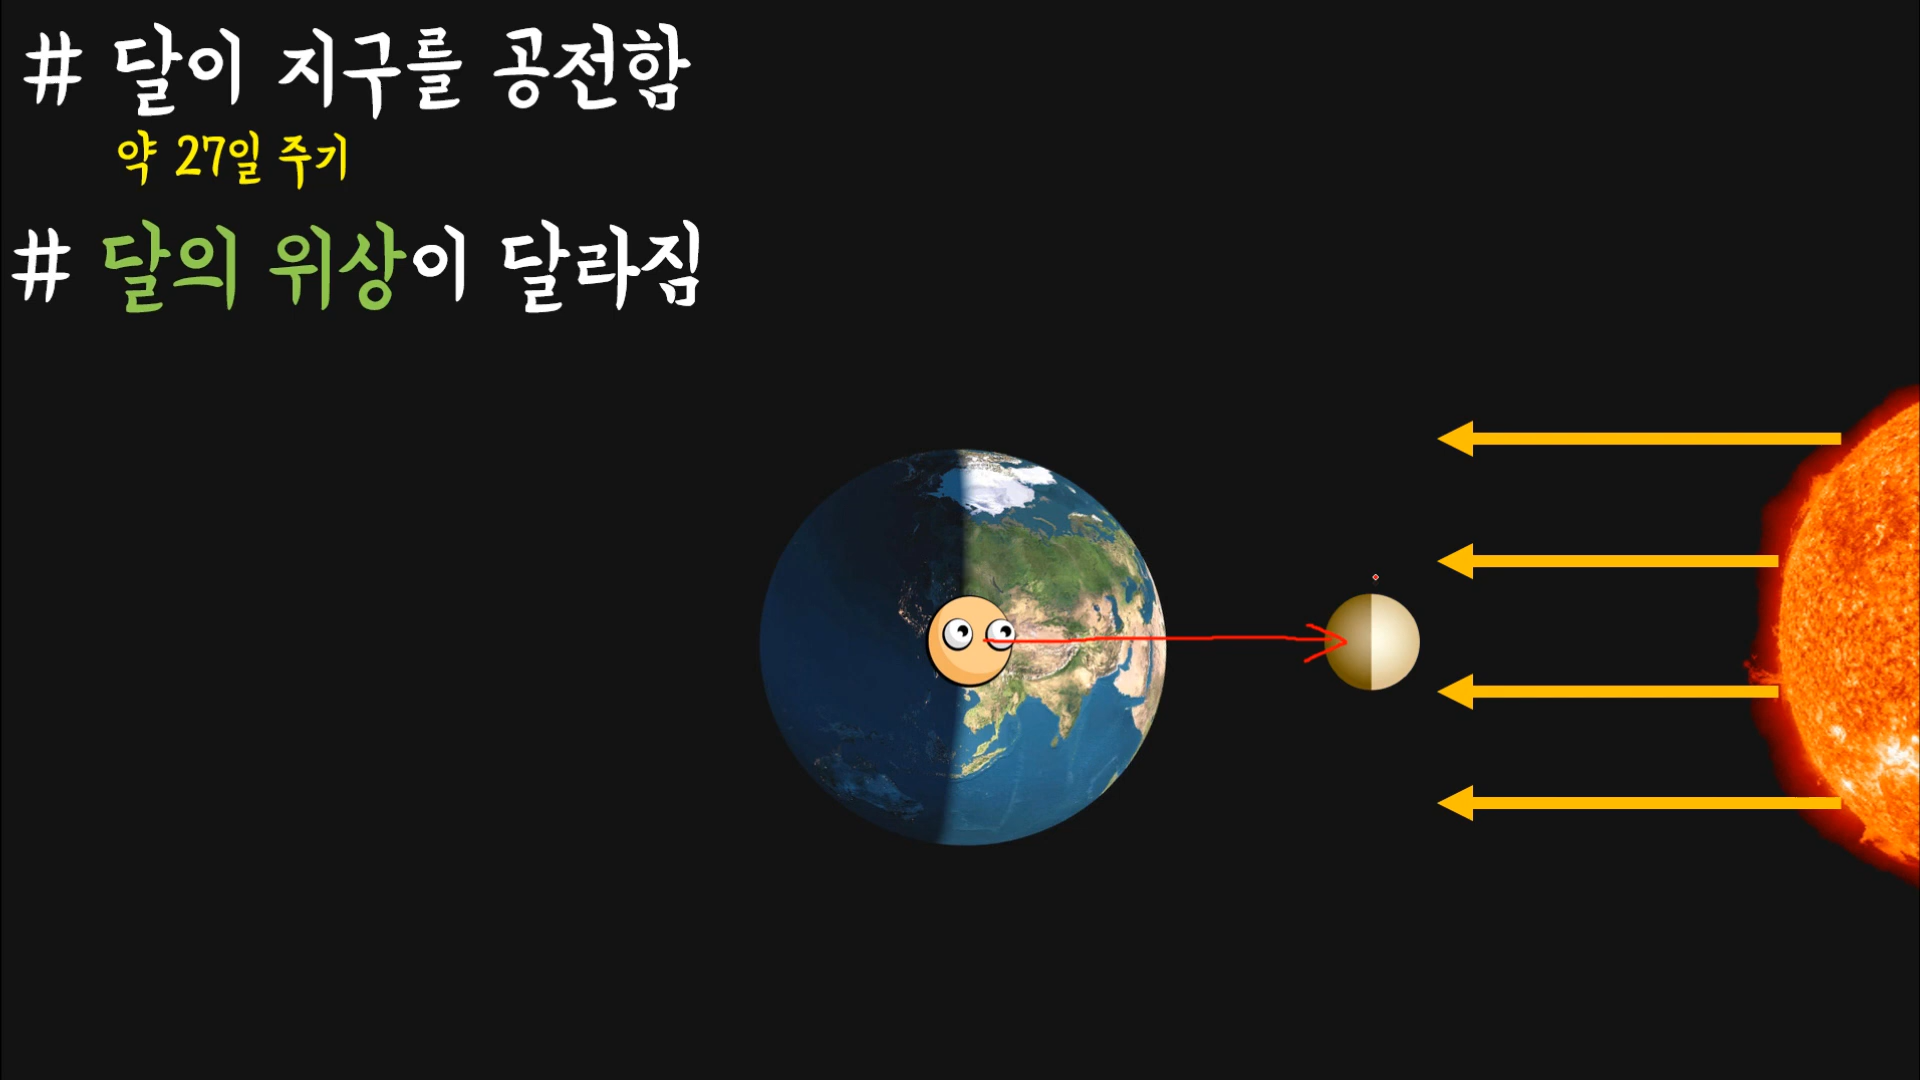 # 달이 지구를 공전함
약 27일 주기
# 달의 위상이 달라짐